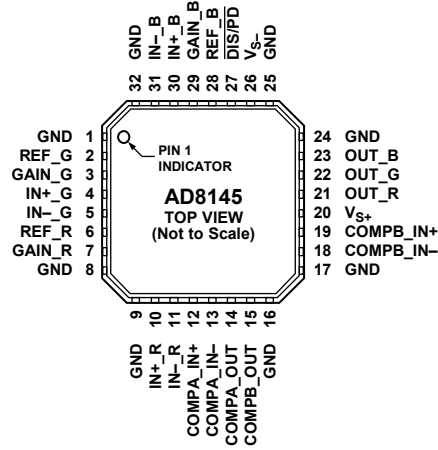 GND
IN–_B
IN+_B
GAIN_B
REF_B
DIS/PD
VS–
GND
32 31 30 29 28 27 26 25
GND 1
REF_G 2
GAIN_G 3
IN+_G 4
IN–_G 5
REF_R 6
GAIN_R 7
GND 8
PIN 1
INDICATOR
AD8145
TOP VIEW
(Not to Scale)
24 GND
23 OUT_B
22 OUT_G
21 OUT_R
20 VS+
19 COMPB_IN+
18 COMPB_IN–
17 GND
9 10 11 12 13 14 15 16
GND
IN+_R
IN–_R
COMPA_IN+
COMPA_IN–
COMPA_OUT
COMPB_OUT
GND